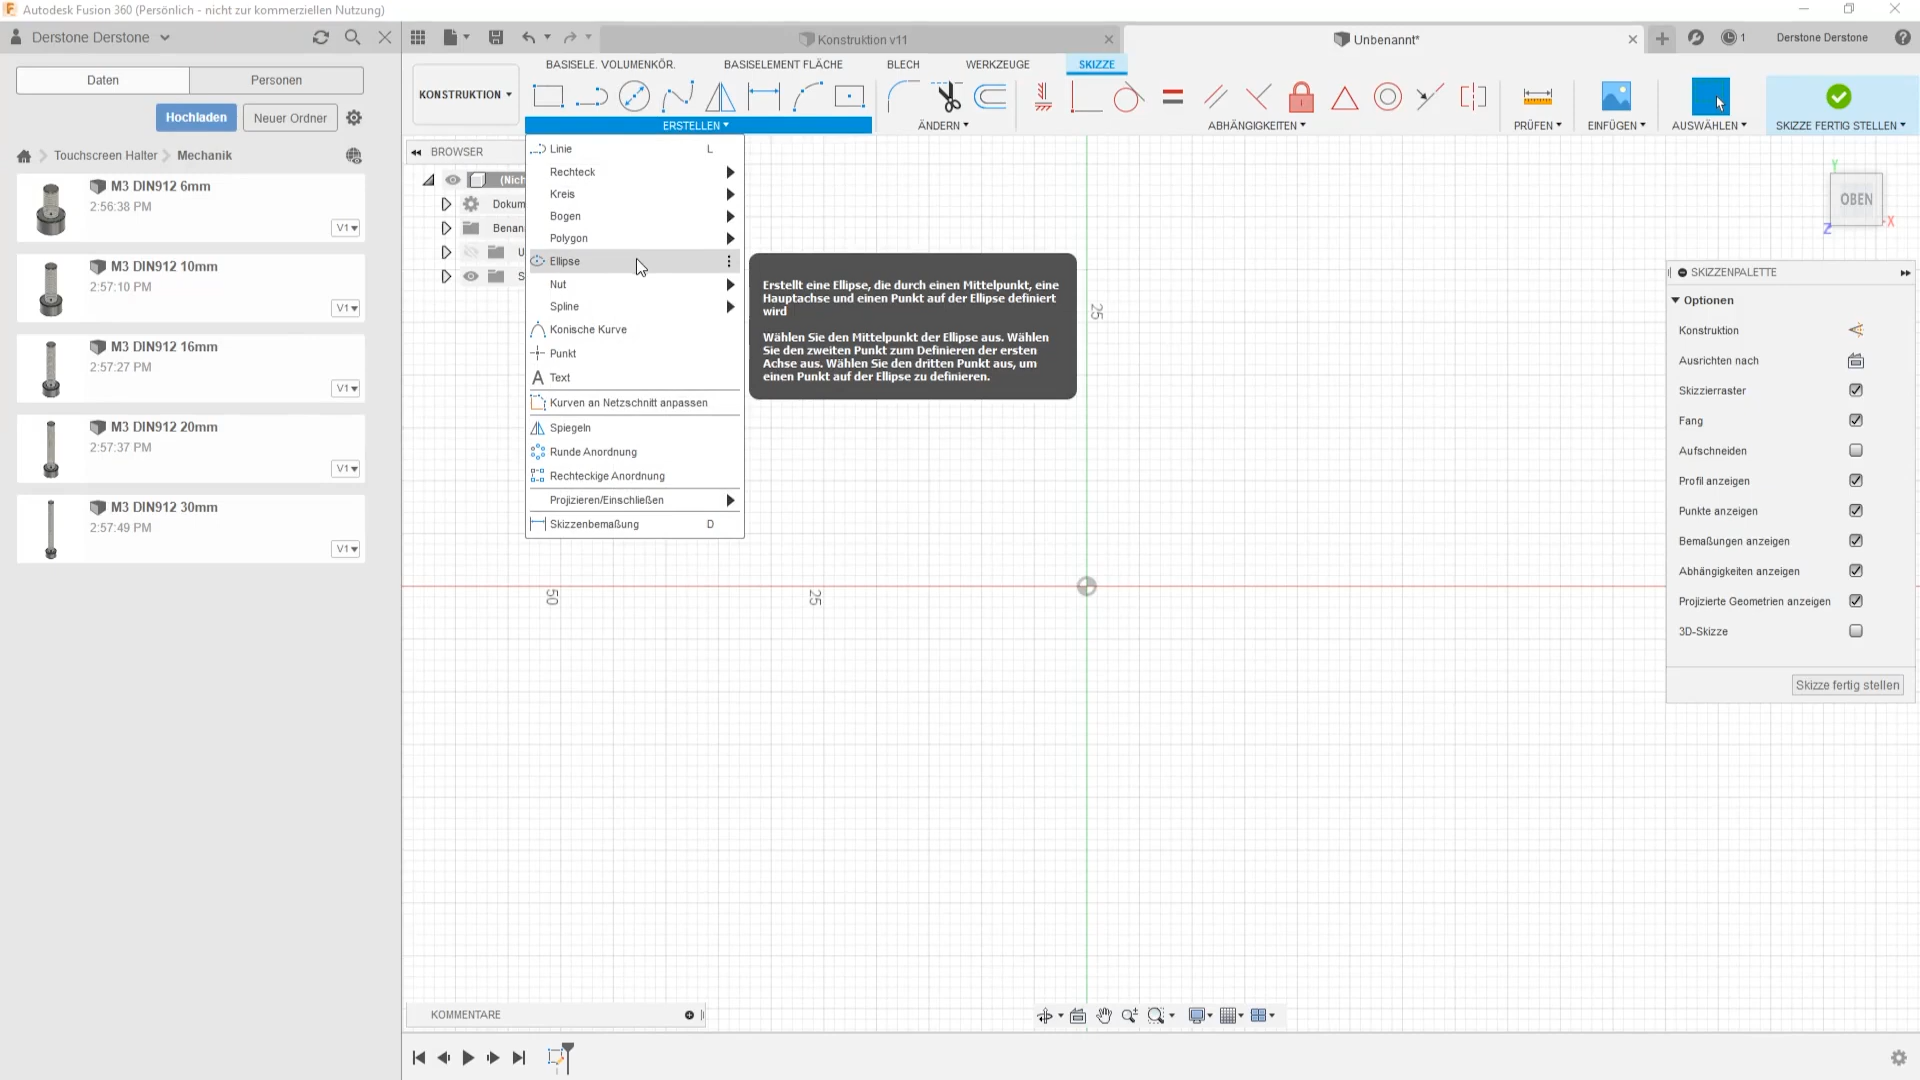 Autodesk Fusion 360 (Persönlich - nicht zur kommerziellen Nutzung)
Derstone Derstone
Konstruktion v11
Unbenannt*
1
Derstone Derstone
Daten
Personen
Hochladen
Neuer Ordner
Touchscreen Halter
Mechanik
M3 DIN912 6mm
2:56:38 PM
V1
M3 DIN912 10mm
2:57:10 PM
V1
M3 DIN912 16mm
2:57:27 PM
V1
M3 DIN912 20mm
2:57:37 PM
V1
M3 DIN912 30mm
2:57:49 PM
V1
KONSTRUKTION
BASISELE. VOLUMENKÖR.
BASISELEMENT FLÄCHE
BLECH
WERKZEUGE
SKIZZE
ERSTELLEN
ÄNDERN
ABHÄNGIGKEITEN
PRÜFEN
EINFÜGEN
AUSWÄHLEN
SKIZZE FERTIG STELLEN
BROWSER
(Nich
Dokum
Benan
U
S
Linie L
Rechteck
Kreis
Bogen
Polygon
Ellipse
Nut
Spline
Konische Kurve
Punkt
Text
Kurven an Netzschnitt anpassen
Spiegeln
Runde Anordnung
Rechteckige Anordnung
Projizieren/Einschließen
Skizzenbemaßung D
Erstellt eine Ellipse, die durch einen Mittelpunkt, eine
Hauptachse und einen Punkt auf der Ellipse definiert
wird
Wählen Sie den Mittelpunkt der Ellipse aus. Wählen
Sie den zweiten Punkt zum Definieren der ersten
Achse aus. Wählen Sie den dritten Punkt aus, um
einen Punkt auf der Ellipse zu definieren.
25
50
25
Y
OBEN
X
Z
SKIZZENPALETTE
Optionen
Konstruktion
Ausrichten nach
Skizzierraster
Fang
Aufschneiden
Profil anzeigen
Punkte anzeigen
Bemaßungen anzeigen
Abhängigkeiten anzeigen
Projizierte Geometrien anzeigen
3D-Skizze
Skizze fertig stellen
KOMMENTARE